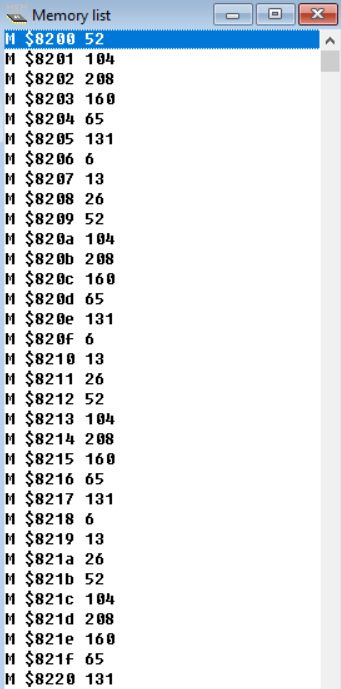 Memory list
M $8200 52
M $8201 104
M $8202 208
M $8203 160
M $8204 65
M $8205 131
M $8206 6
M $8207 13
M $8208 26
M $8209 52
M $820a 104
M $820b 208
M $820c 160
M $820d 65
M $820e 131
M $820f 6
M $8210 13
M $8211 26
M $8212 52
M $8213 104
M $8214 208
M $8215 160
M $8216 65
M $8217 131
M $8218 6
M $8219 13
M $821a 26
M $821b 52
M $821c 104
M $821d 208
M $821e 160
M $821f 65
M $8220 131